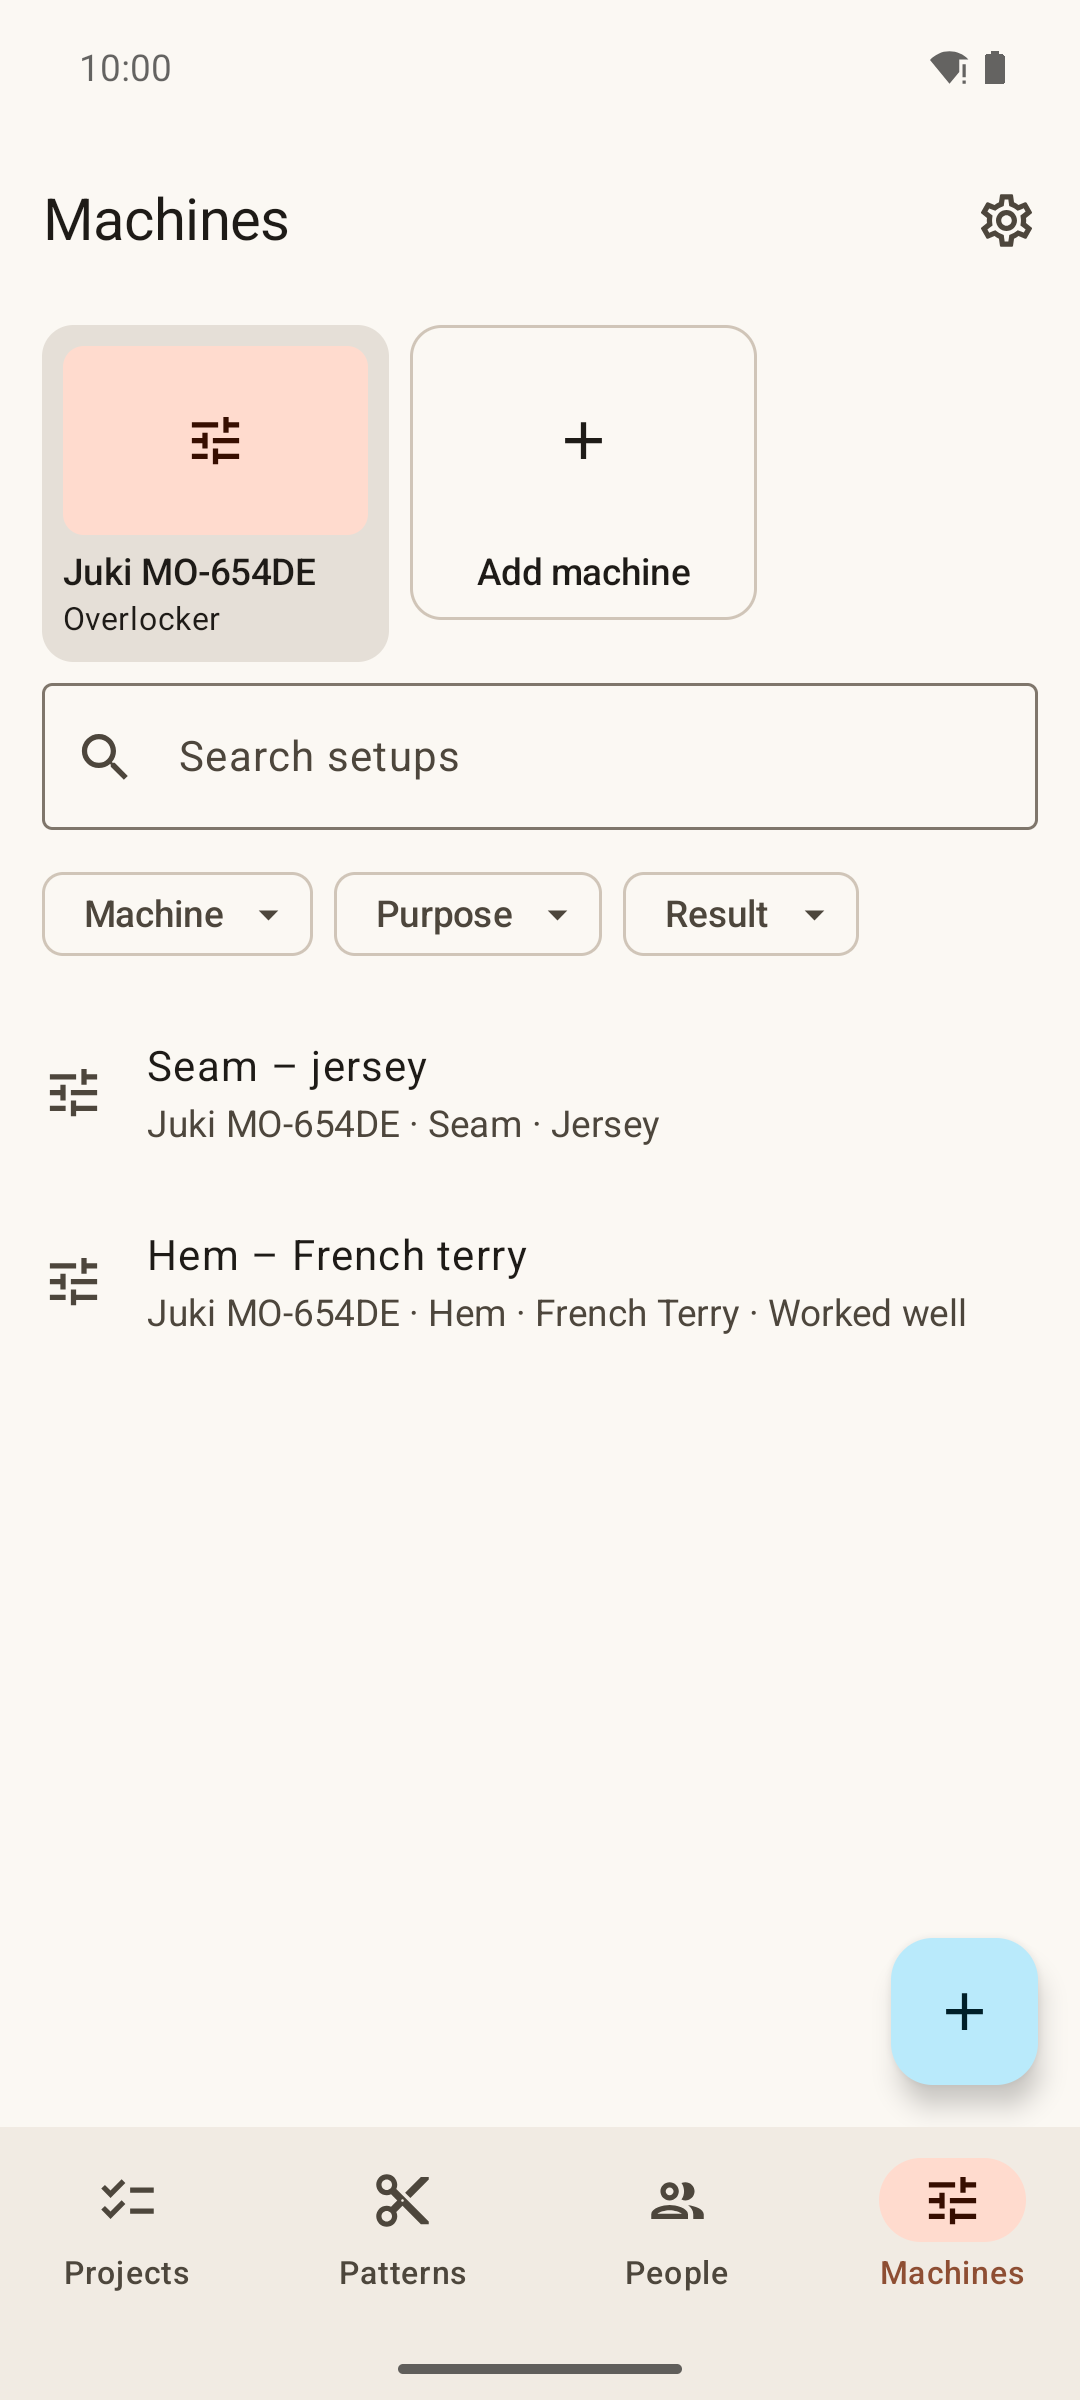 10:00
Machines
Juki MO-654DE
Overlocker
Add machine
Search setups
Machine
Purpose
Result
Seam – jersey
Juki MO-654DE · Seam · Jersey
Hem – French terry
Juki MO-654DE · Hem · French Terry · Worked well
Projects
Patterns
People
Machines